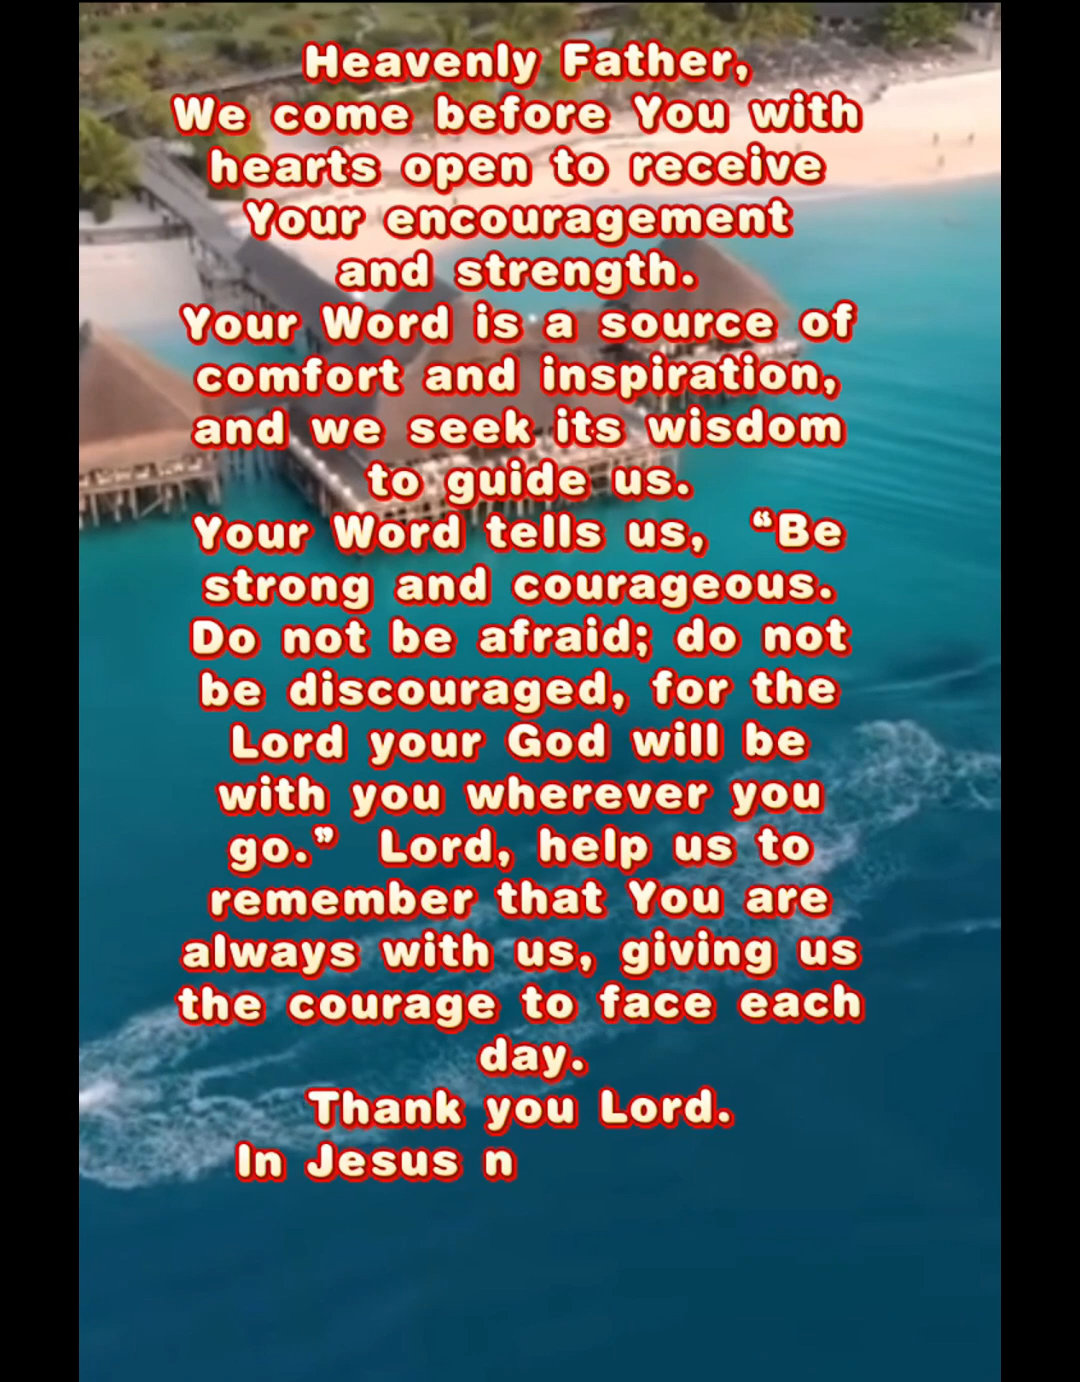 Heavenly Father,
We come before You with
hearts open to receive
Your encouragement
and strength.
Your Word is a source of
comfort and inspiration,
and we seek its wisdom
to guide us.
Your Word tells us, “Be
strong and courageous.
Do not be afraid; do not
be discouraged, for the
Lord your God will be
with you wherever you
go.” Lord, help us to
remember that You are
always with us, giving us
the courage to face each
day.
Thank you Lord.
In Jesus n